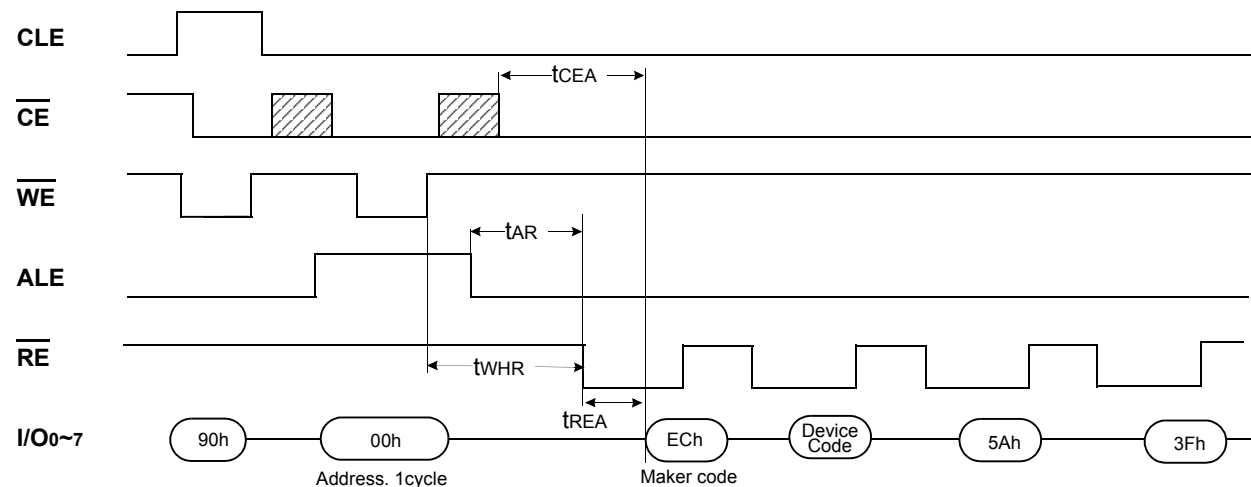 CLE
tCEA
CE
WE
tAR
ALE
RE
tWHR
tREA
I/O0~7
90h
00h
ECh
Device
Code
5Ah
3Fh
Address. 1cycle
Maker code